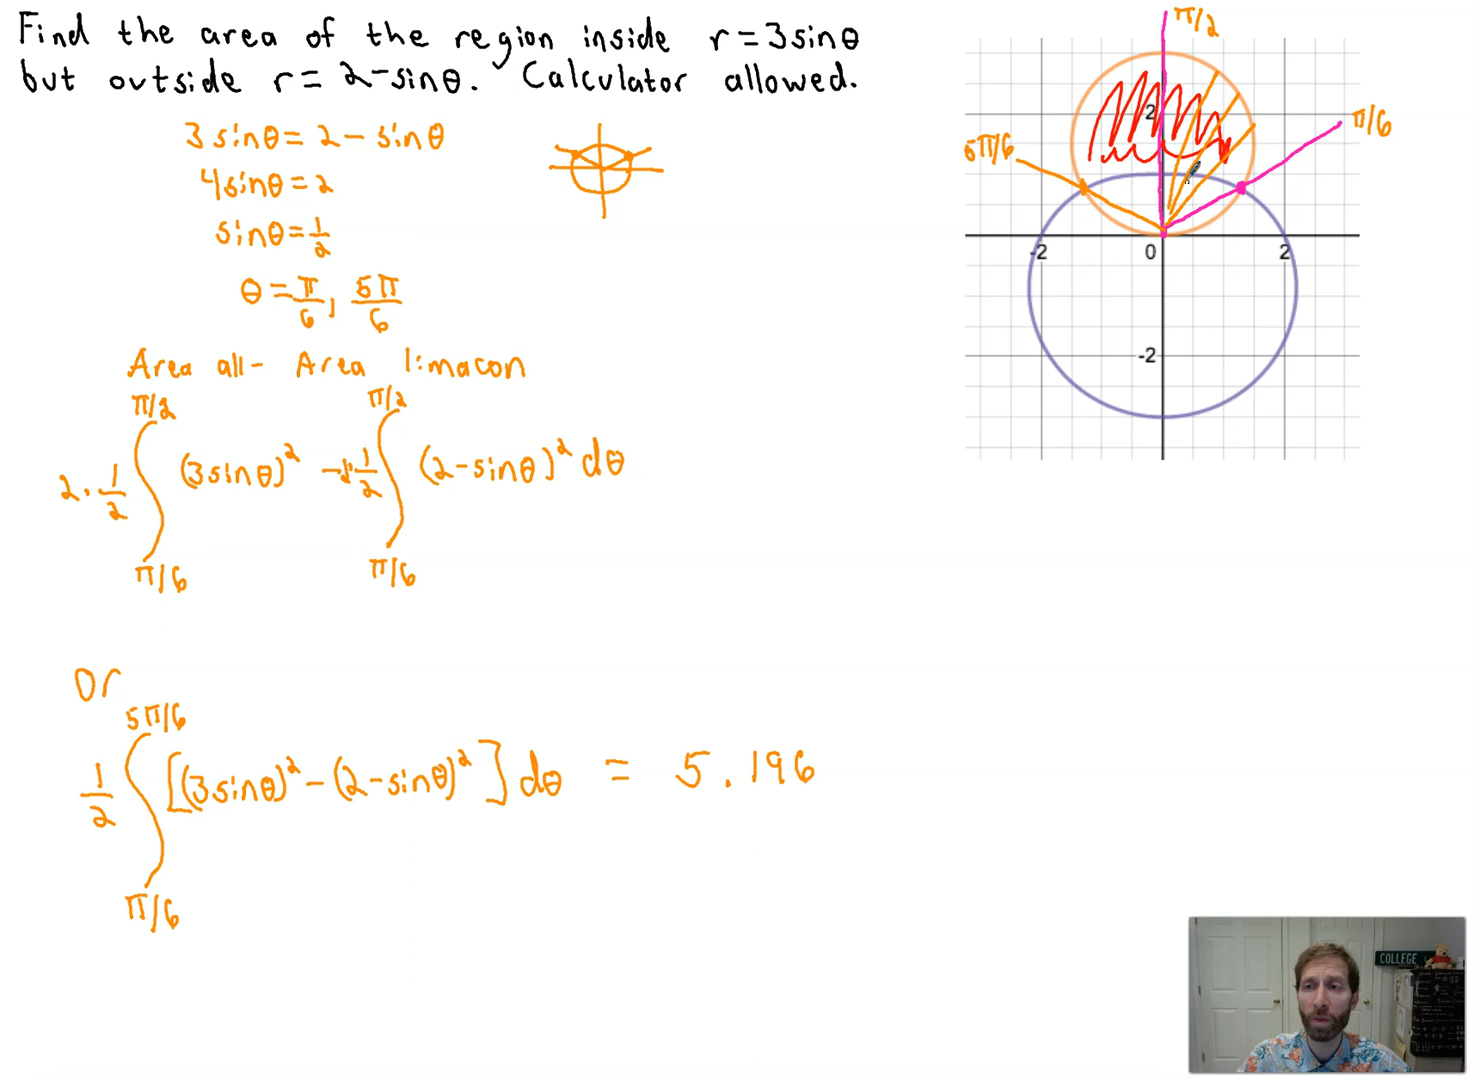 Find the area of the region inside r = 3sinθ
but outside r = 2-sinθ. Calculator allowed.
3sinθ = 2 - sinθ
4sinθ = 2
sinθ = 1/2
θ = π/6, 5π/6
Area all - Area limacon
2 · 1/2 ∫_{π/6}^{π/2} (3sinθ)² - 1/2 ∫_{π/6}^{π/2} (2-sinθ)² dθ
or
1/2 ∫_{π/6}^{5π/6} [(3sinθ)² - (2-sinθ)²] dθ = 5.196
π/2
π/6
5π/6
2
-2
0
2
-2
COLLEGE